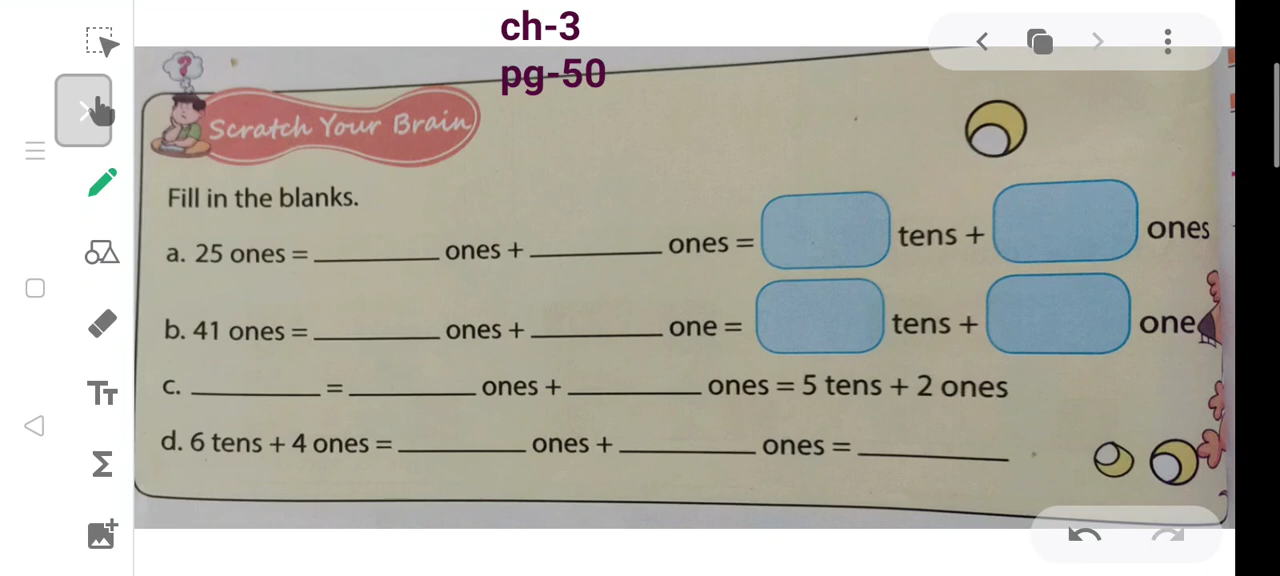 ch-3
pg-50
Scratch Your Brain
Fill in the blanks.
a. 25 ones = ________ ones + ________ ones = tens + ones
b. 41 ones = ________ ones + ________ one = tens + one
c. ________ = ________ ones + ________ ones = 5 tens + 2 ones
d. 6 tens + 4 ones = ________ ones + ________ ones = ________